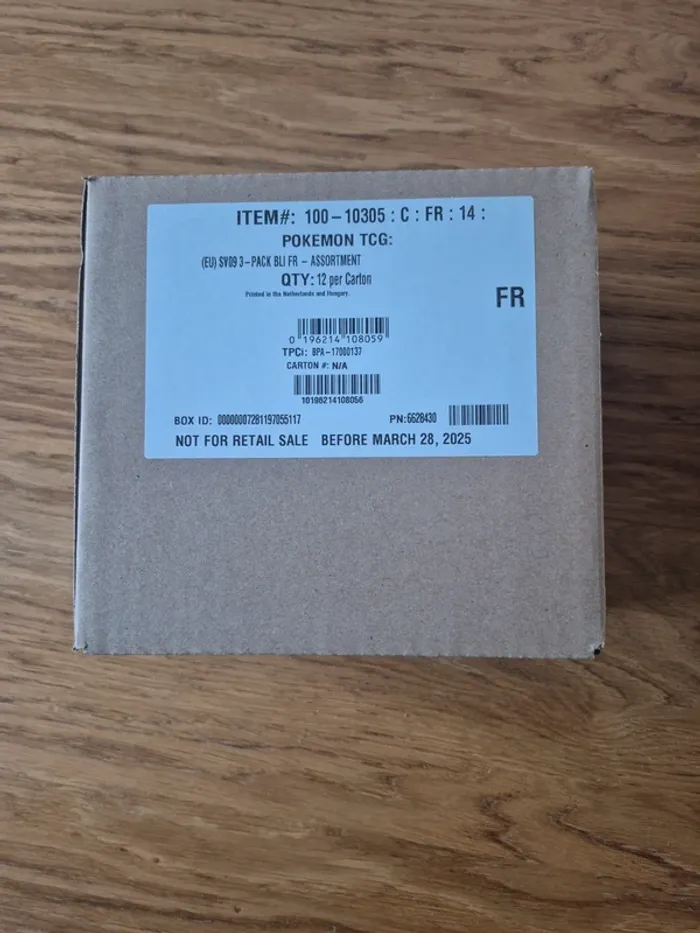 ITEM#: 100-10305 : C : FR : 14 :
POKEMON TCG:
(EU) SV09 3-PACK BLI FR - ASSORTMENT
QTY: 12 per Carton
Printed in the Netherlands and Hungary.
FR
0 196214 108059
TPCi: BPA-17000137
CARTON #: N/A
10196214108056
BOX ID: 00000007281197055117 PN:6628430
NOT FOR RETAIL SALE BEFORE MARCH 28, 2025